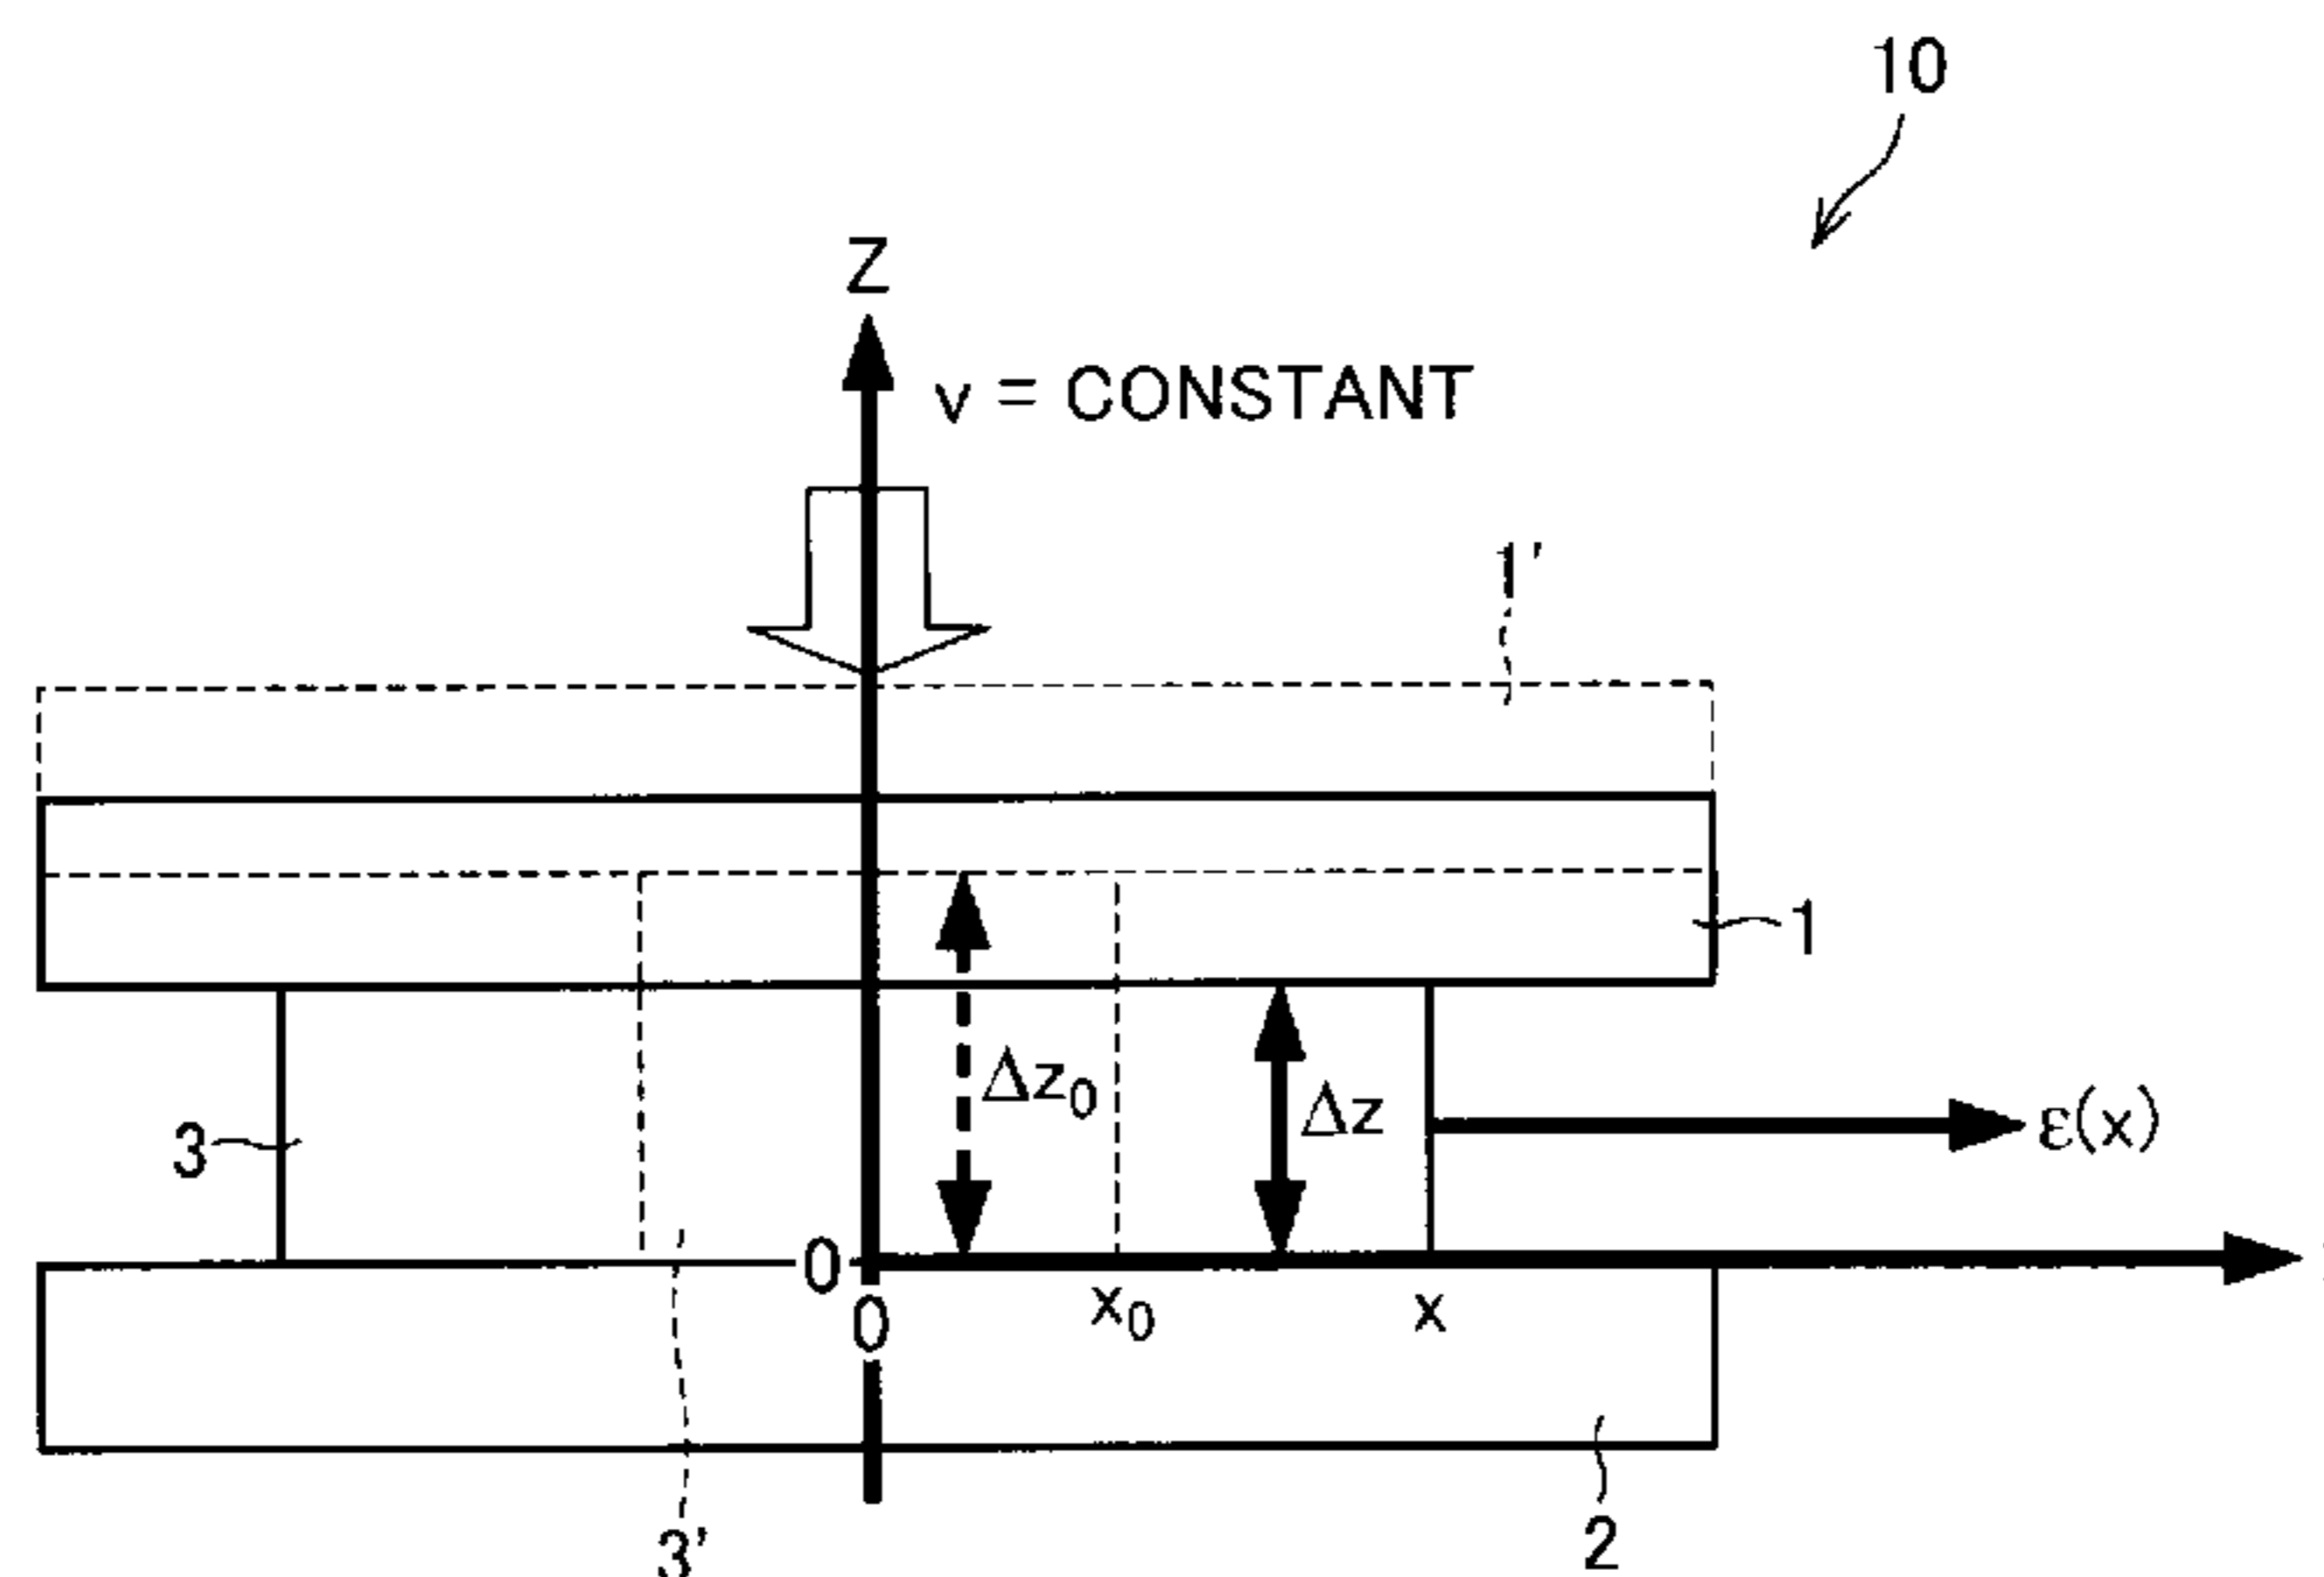 10
Z
v = CONSTANT
1'
1
Δz₀
Δz
ε(x)
3
0
0
x₀
x
3'
2